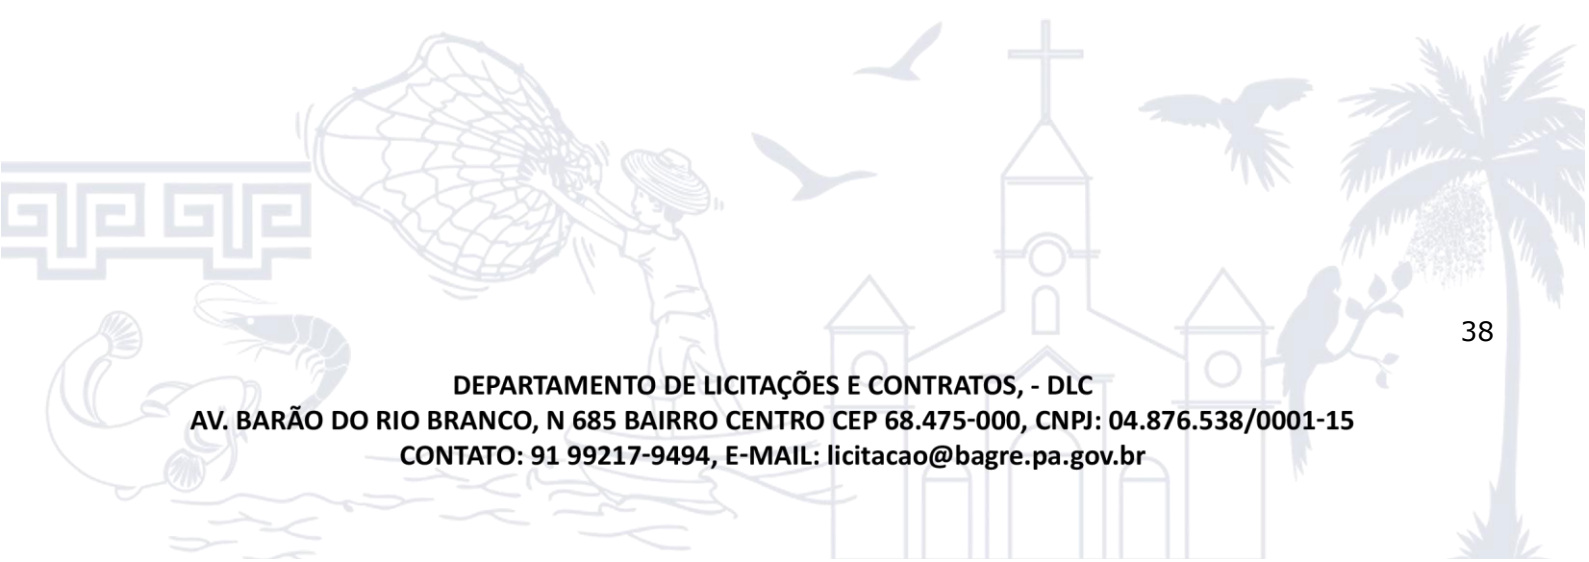 38
DEPARTAMENTO DE LICITAÇÕES E CONTRATOS, - DLC
AV. BARÃO DO RIO BRANCO, N 685 BAIRRO CENTRO CEP 68.475-000, CNPJ: 04.876.538/0001-15
CONTATO: 91 99217-9494, E-MAIL: licitacao@bagre.pa.gov.br